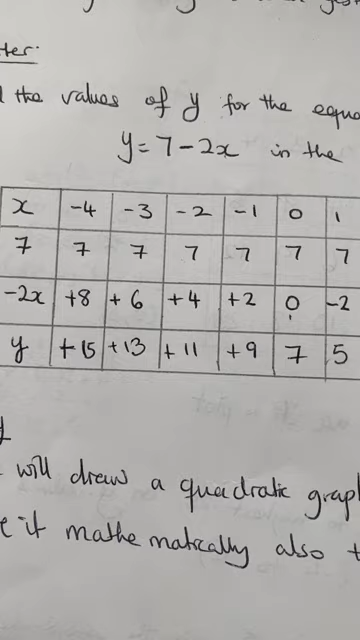 ter:
the values of y for the equa
y = 7 - 2x in the
x -4 -3 -2 -1 0 1
7 7 7 7 7 7 7
-2x +8 +6 +4 +2 0 -2
y +15 +13 +11 +9 7 5
will draw a quadratic graph
e it mathematically also t